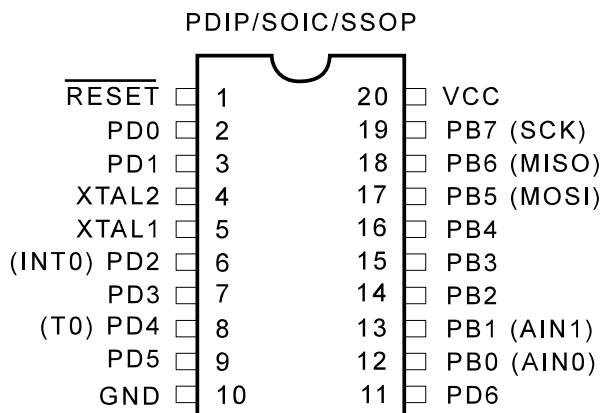 PDIP/SOIC/SSOP
RESET 1 20 VCC
PD0 2 19 PB7 (SCK)
PD1 3 18 PB6 (MISO)
XTAL2 4 17 PB5 (MOSI)
XTAL1 5 16 PB4
(INT0) PD2 6 15 PB3
PD3 7 14 PB2
(T0) PD4 8 13 PB1 (AIN1)
PD5 9 12 PB0 (AIN0)
GND 10 11 PD6